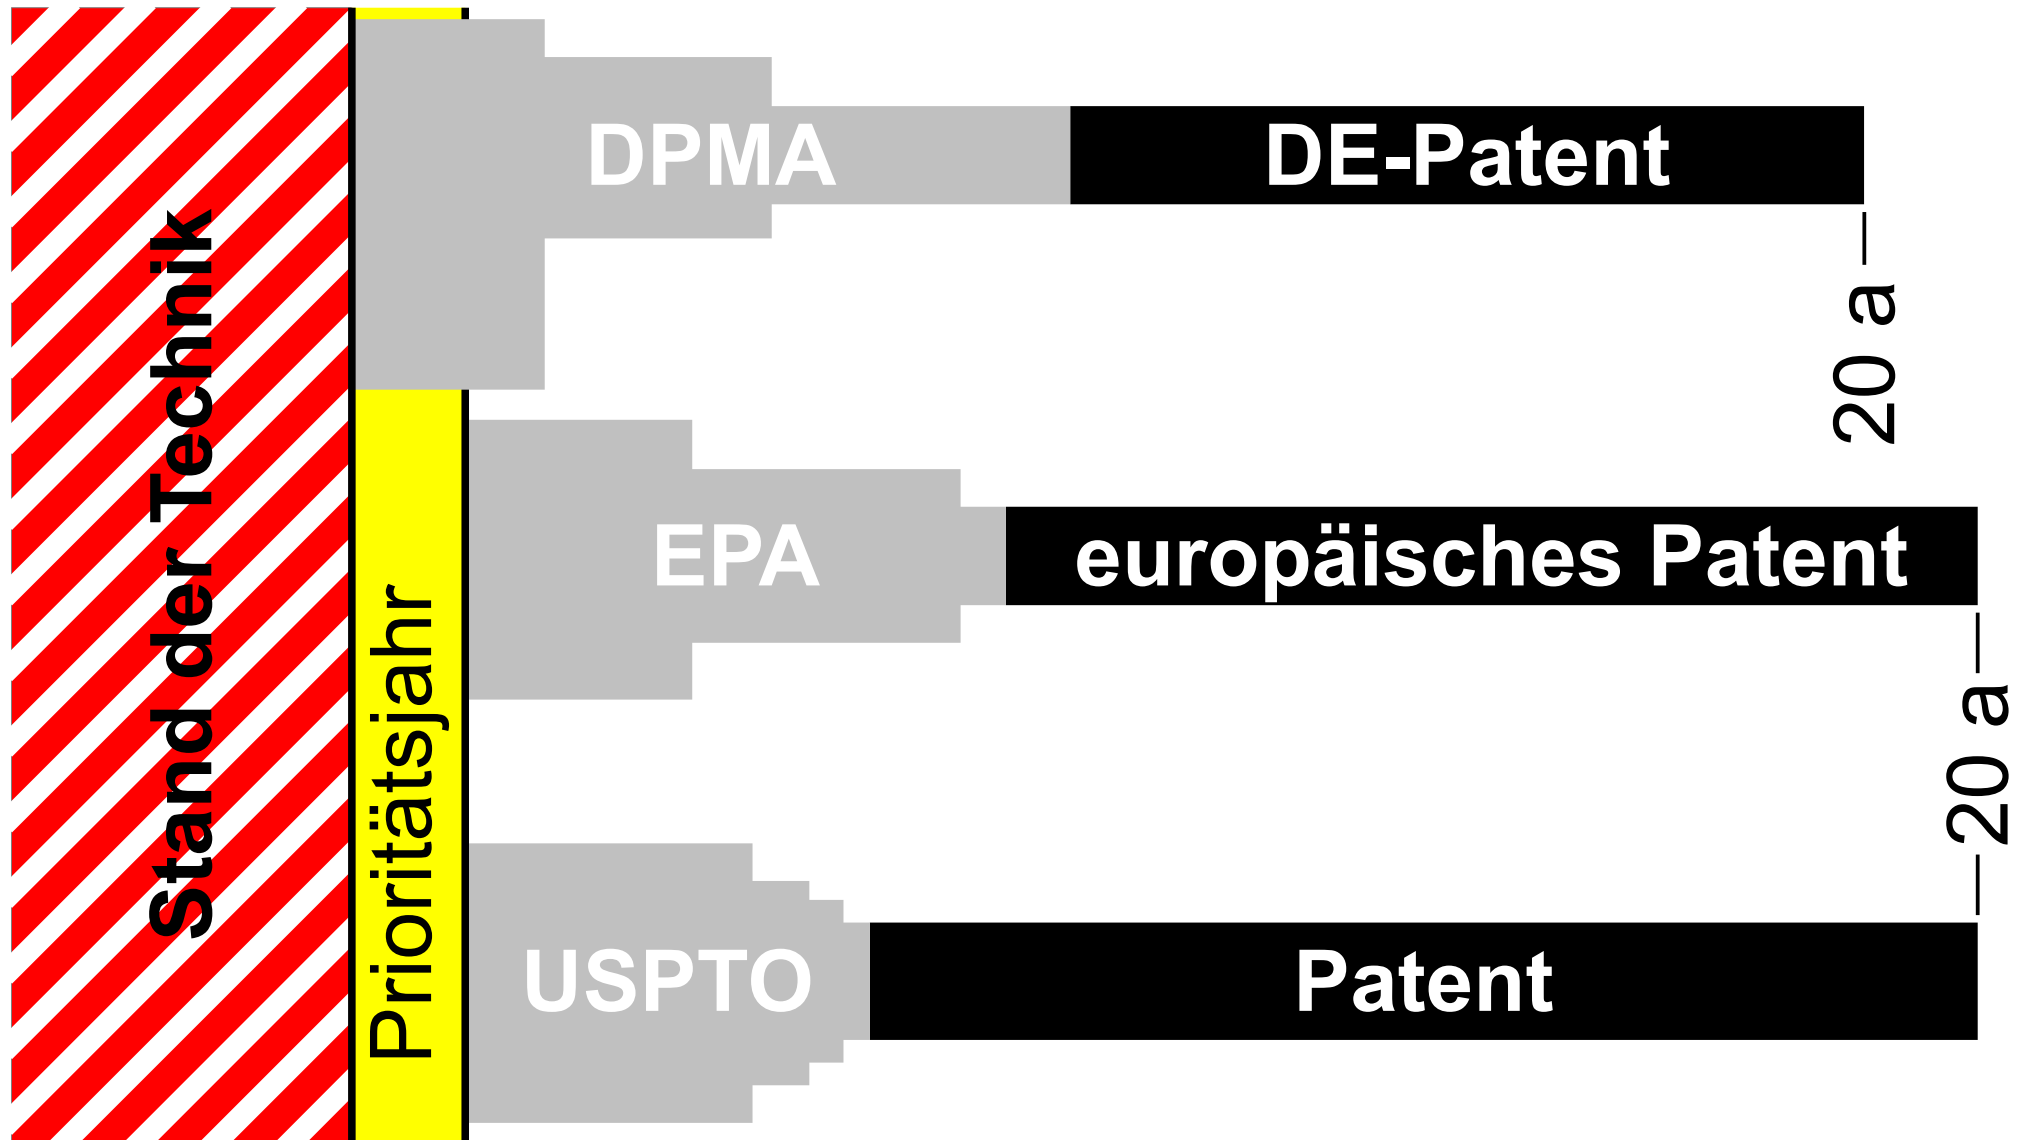 Stand der Technik
Prioritätsjahr
DPMA
DE-Patent
20 a
EPA
europäisches Patent
20 a
USPTO
Patent